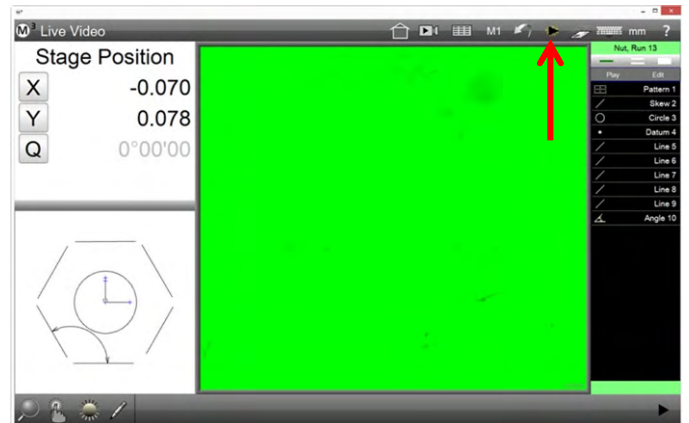 M³ Live Video
M1
mm ?
Stage Position
X -0.070
Y 0.078
Q 0°00'00
Nut, Run 13
Play Edit
Pattern 1
Skew 2
Circle 3
Datum 4
Line 5
Line 6
Line 7
Line 8
Line 9
Angle 10